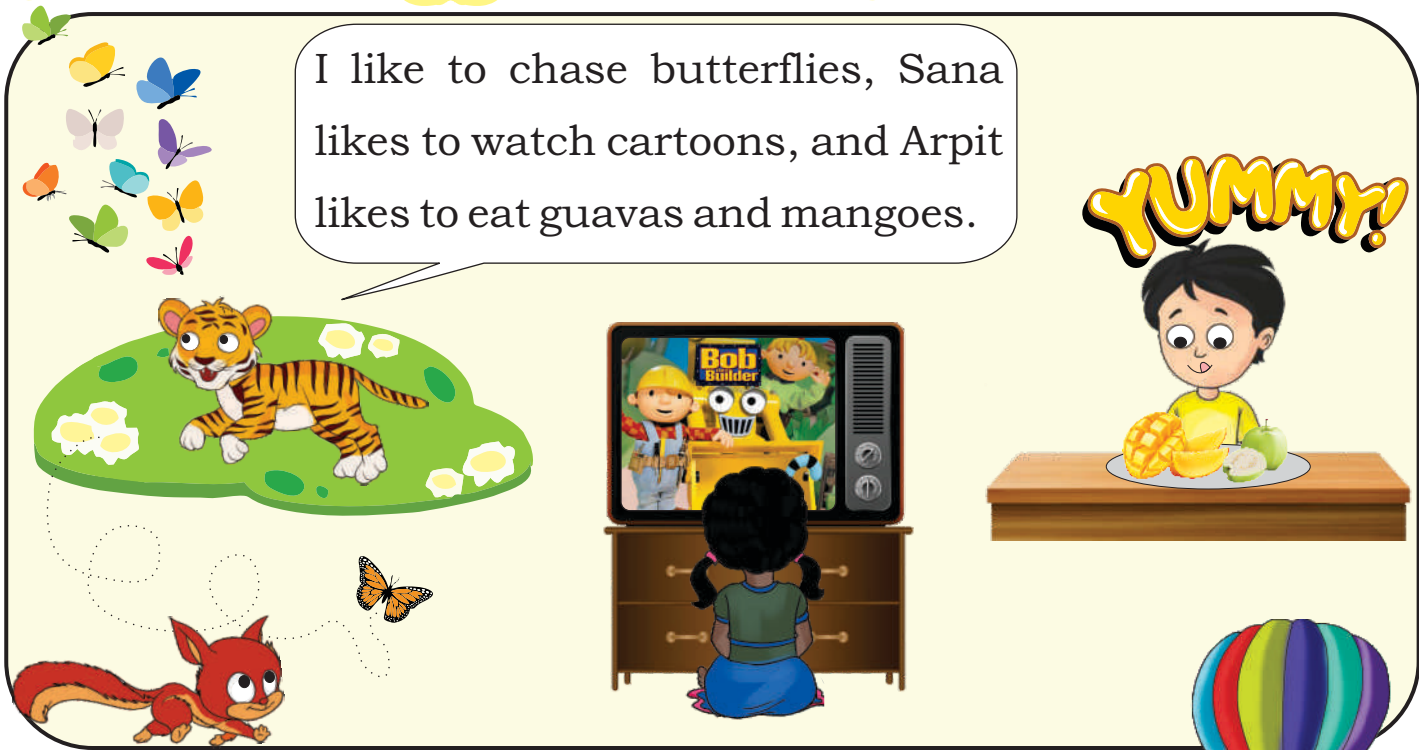 I like to chase butterflies, Sana
likes to watch cartoons, and Arpit
likes to eat guavas and mangoes.
YUMMY!
Bob
the
Builder